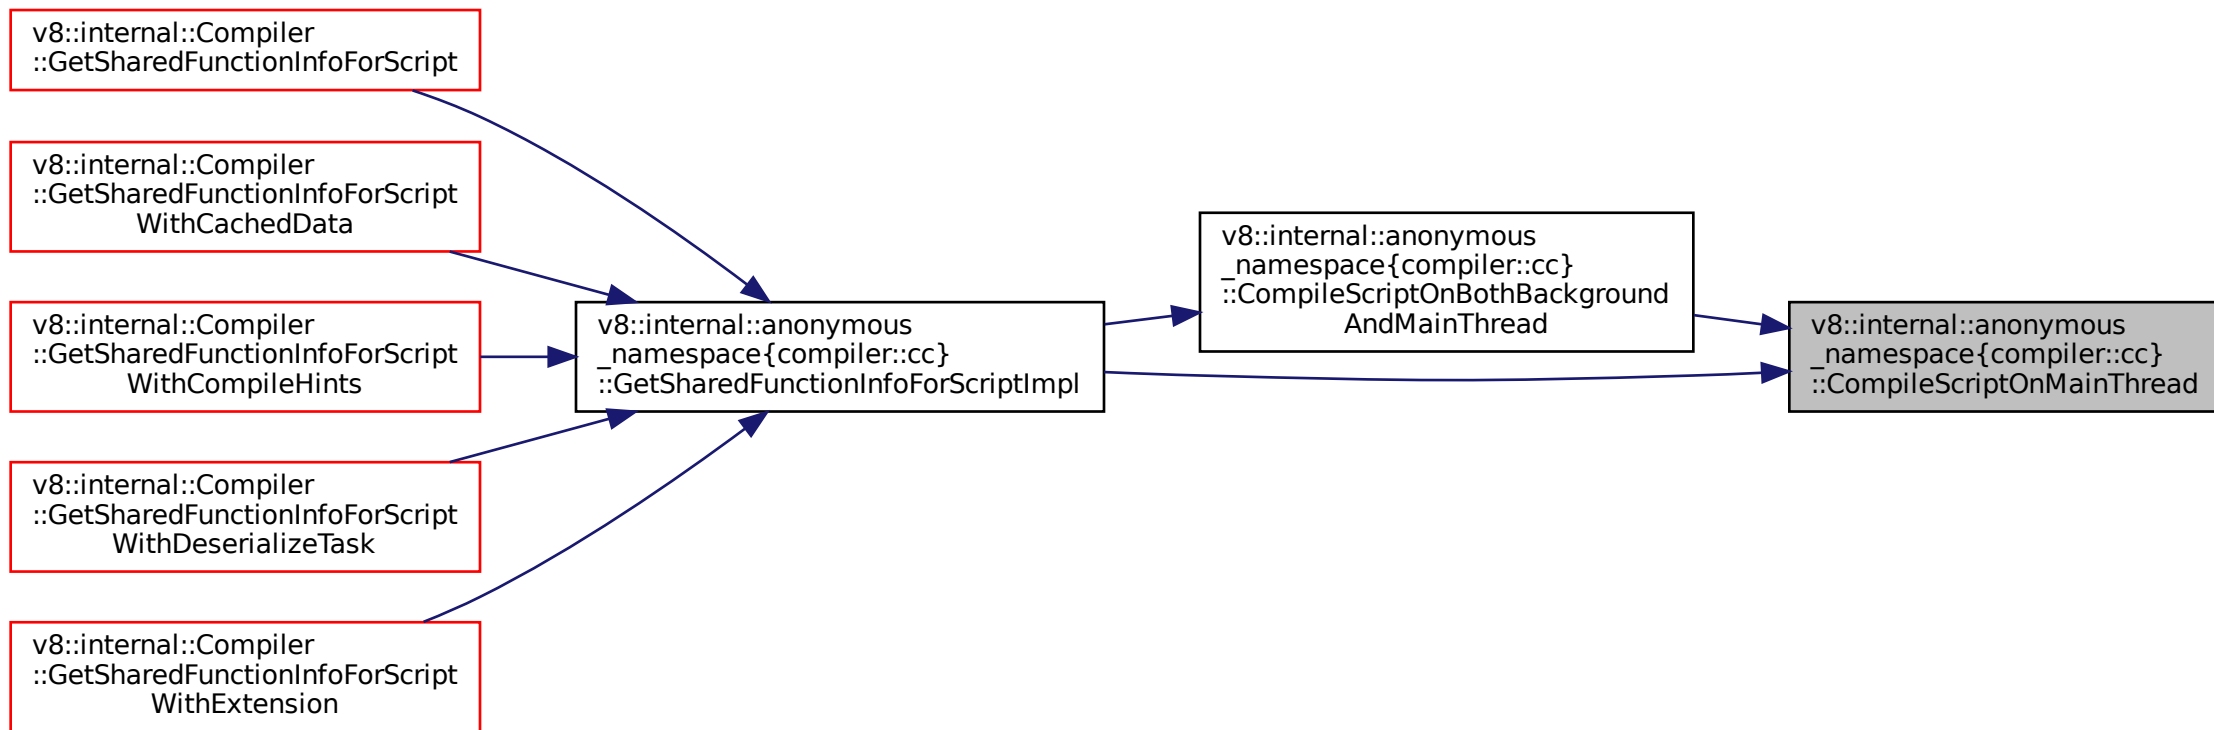 v8::internal::Compiler
::GetSharedFunctionInfoForScript
v8::internal::Compiler
::GetSharedFunctionInfoForScript
WithCachedData
v8::internal::Compiler
::GetSharedFunctionInfoForScript
WithCompileHints
v8::internal::Compiler
::GetSharedFunctionInfoForScript
WithDeserializeTask
v8::internal::Compiler
::GetSharedFunctionInfoForScript
WithExtension
v8::internal::anonymous
_namespace{compiler::cc}
::GetSharedFunctionInfoForScriptImpl
v8::internal::anonymous
_namespace{compiler::cc}
::CompileScriptOnBothBackground
AndMainThread
v8::internal::anonymous
_namespace{compiler::cc}
::CompileScriptOnMainThread